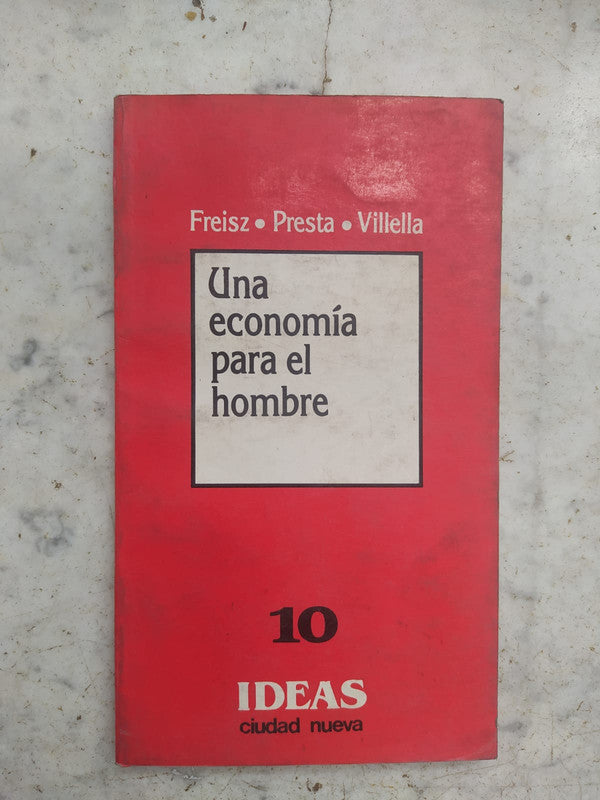 Freisz • Presta • Villella
Una
economía
para el
hombre
10
IDEAS
ciudad nueva